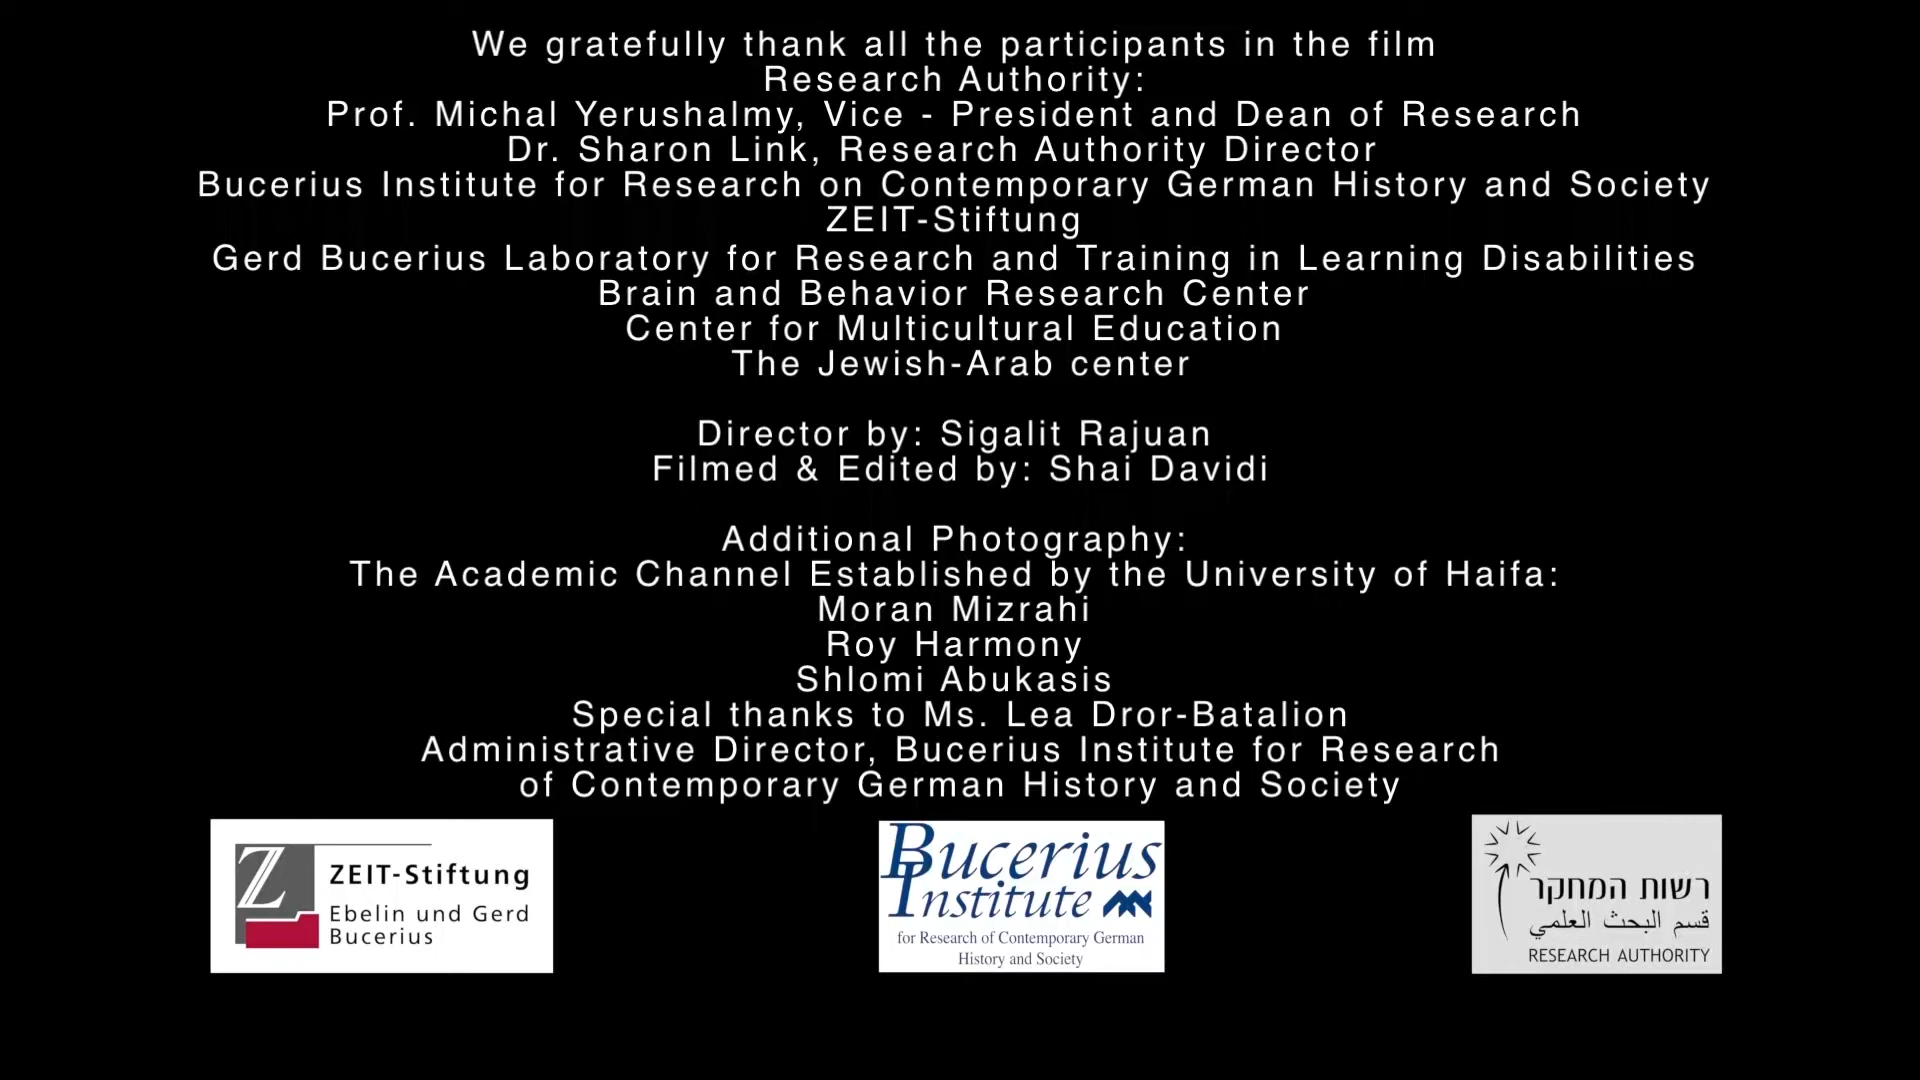 We gratefully thank all the participants in the film
Research Authority:
Prof. Michal Yerushalmy, Vice - President and Dean of Research
Dr. Sharon Link, Research Authority Director
Bucerius Institute for Research on Contemporary German History and Society
ZEIT-Stiftung
Gerd Bucerius Laboratory for Research and Training in Learning Disabilities
Brain and Behavior Research Center
Center for Multicultural Education
The Jewish-Arab center
Director by: Sigalit Rajuan
Filmed & Edited by: Shai Davidi
Additional Photography:
The Academic Channel Established by the University of Haifa:
Moran Mizrahi
Roy Harmony
Shlomi Abukasis
Special thanks to Ms. Lea Dror-Batalion
Administrative Director, Bucerius Institute for Research
of Contemporary German History and Society
Z
ZEIT-Stiftung
Ebelin und Gerd
Bucerius
Bucerius
Institute
for Research of Contemporary German
History and Society
רשות המחקר
قسم البحث العلمي
RESEARCH AUTHORITY